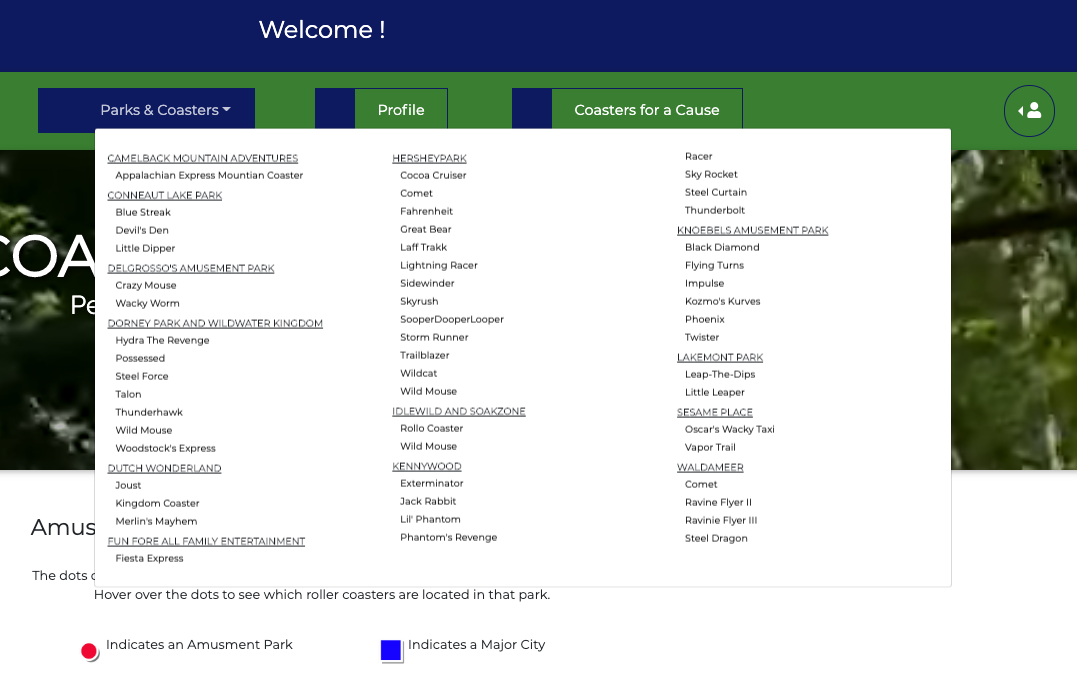 Welcome !
Parks & Coasters
Profile
Coasters for a Cause
COA
Pe
CAMELBACK MOUNTAIN ADVENTURES
Appalachian Express Mountian Coaster
CONNEAUT LAKE PARK
Blue Streak
Devil's Den
Little Dipper
DELGROSSO'S AMUSEMENT PARK
Crazy Mouse
Wacky Worm
DORNEY PARK AND WILDWATER KINGDOM
Hydra The Revenge
Possessed
Steel Force
Talon
Thunderhawk
Wild Mouse
Woodstock's Express
DUTCH WONDERLAND
Joust
Kingdom Coaster
Merlin's Mayhem
FUN FORE ALL FAMILY ENTERTAINMENT
Fiesta Express
HERSHEYPARK
Cocoa Cruiser
Comet
Fahrenheit
Great Bear
Laff Trakk
Lightning Racer
Sidewinder
Skyrush
SooperDooperLooper
Storm Runner
Trailblazer
Wildcat
Wild Mouse
IDLEWILD AND SOAKZONE
Rollo Coaster
Wild Mouse
KENNYWOOD
Exterminator
Jack Rabbit
Lil' Phantom
Phantom's Revenge
Racer
Sky Rocket
Steel Curtain
Thunderbolt
KNOEBELS AMUSEMENT PARK
Black Diamond
Flying Turns
Impulse
Kozmo's Kurves
Phoenix
Twister
LAKEMONT PARK
Leap-The-Dips
Little Leaper
SESAME PLACE
Oscar's Wacky Taxi
Vapor Trail
WALDAMEER
Comet
Ravine Flyer II
Ravinie Flyer III
Steel Dragon
Amus
The dots
Hover over the dots to see which roller coasters are located in that park.
Indicates an Amusment Park
Indicates a Major City